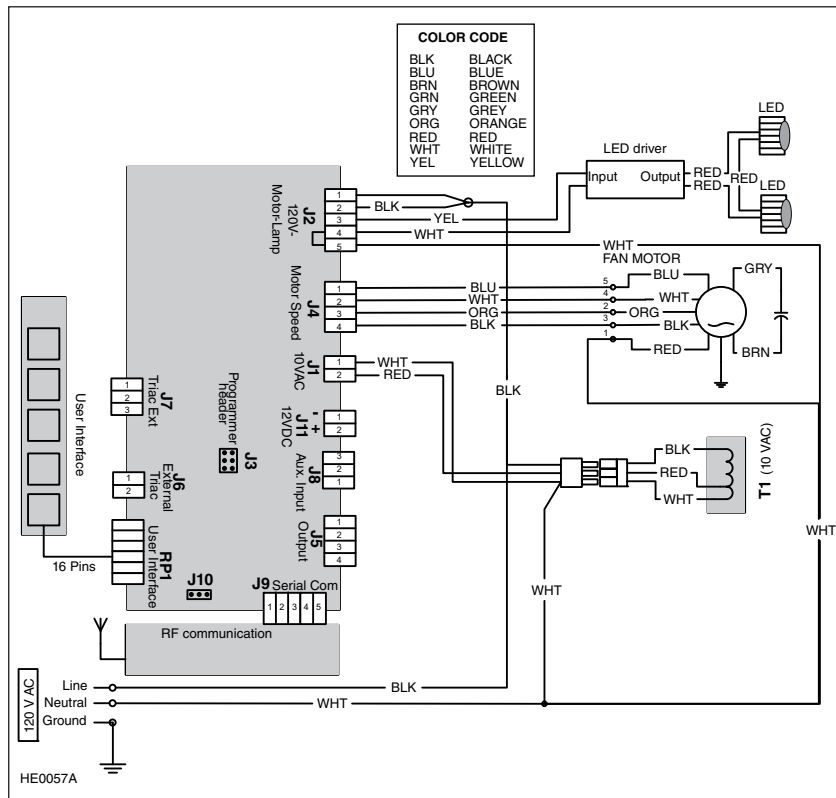 COLOR CODE
BLK BLACK
BLU BLUE
BRN BROWN
GRN GREEN
GRY GREY
ORG ORANGE
RED RED
WHT WHITE
YEL YELLOW
LED
LED driver
Input Output
RED
RED
RED
LED
J2
120V-
Motor-Lamp
1
2
3
4
5
BLK
YEL
WHT
WHT
FAN MOTOR
J4
Motor Speed
1
2
3
4
BLU
WHT
ORG
BLK
5
4
2
3
1
BLU
WHT
ORG
BLK
RED
GRY
BRN
J1
10VAC
1
2
WHT
RED
BLK
J11
12VDC
- +
1
2
J8
Aux. Input
3
2
1
J5
Output
1
2
3
4
J7
Triac Ext
1
2
3
Programmer
header
J3
J6
External
Triac
1
2
RP1
User Interface
User Interface
16 Pins
J10
J9 Serial Com
1 2 3 4 5
RF communication
BLK
RED
WHT
T1 (10 VAC)
WHT
WHT
120 V AC
Line
Neutral
Ground
BLK
WHT
HE0057A